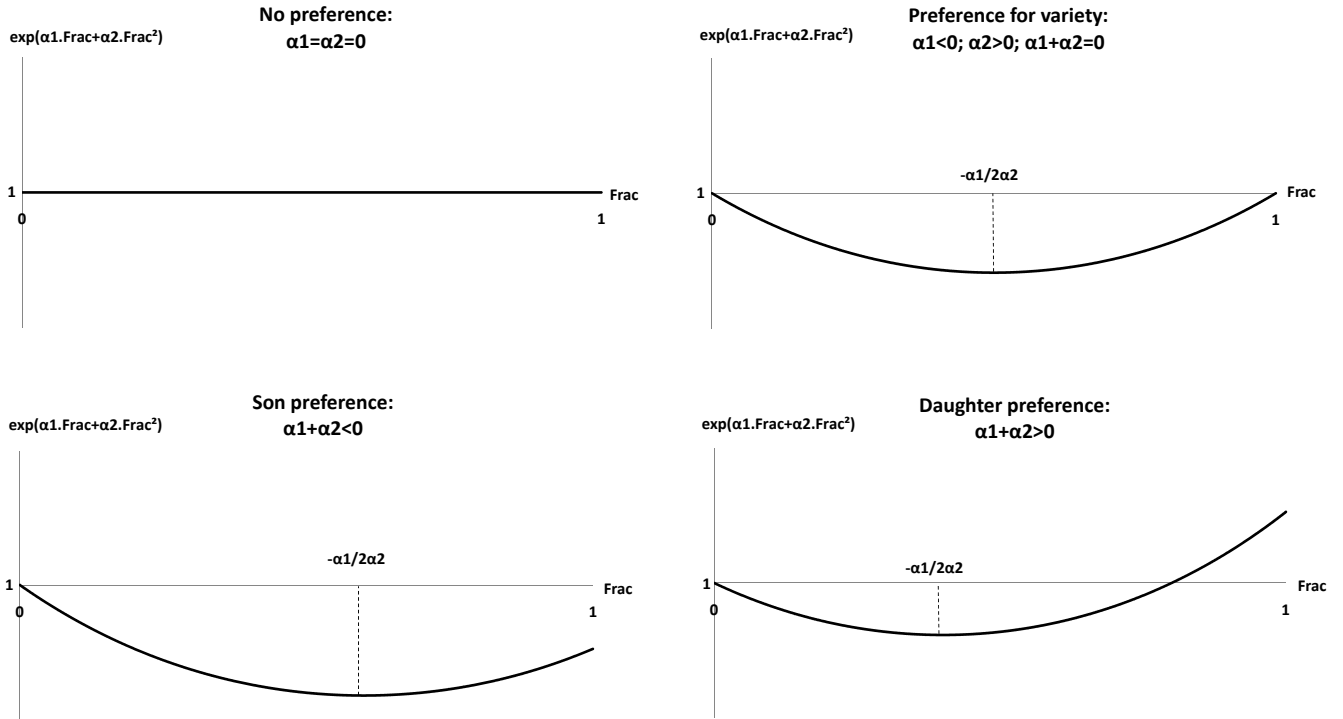 No preference:
α1=α2=0
exp(α1.Frac+α2.Frac²)
1
0
1
Frac
Preference for variety:
α1<0; α2>0; α1+α2=0
exp(α1.Frac+α2.Frac²)
-α1/2α2
1
0
1
Frac
Son preference:
α1+α2<0
exp(α1.Frac+α2.Frac²)
-α1/2α2
1
0
1
Frac
Daughter preference:
α1+α2>0
exp(α1.Frac+α2.Frac²)
-α1/2α2
1
0
1
Frac